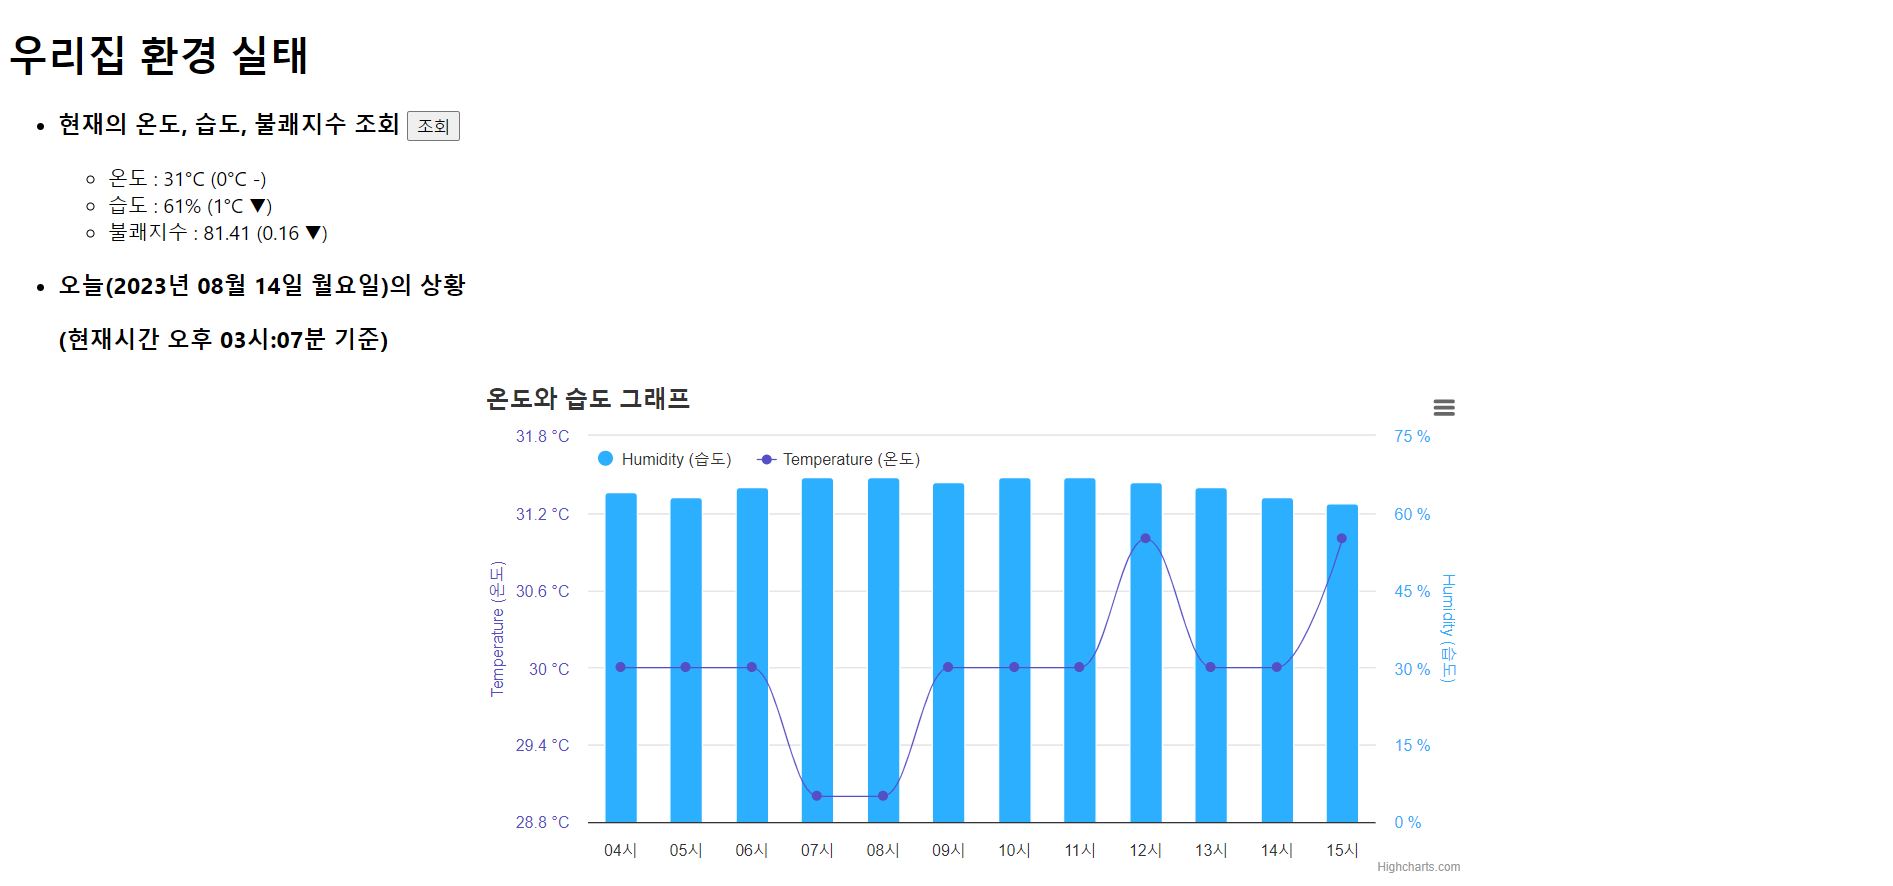 우리집 환경 실태
현재의 온도, 습도, 불쾌지수 조회 조회
온도 : 31°C (0°C -)
습도 : 61% (1°C ▼)
불쾌지수 : 81.41 (0.16 ▼)
오늘(2023년 08월 14일 월요일)의 상황
(현재시간 오후 03시:07분 기준)
온도와 습도 그래프
Humidity (습도) Temperature (온도)
Temperature (온도)
31.8 °C
31.2 °C
30.6 °C
30 °C
29.4 °C
28.8 °C
75 %
60 %
45 %
30 %
15 %
0 %
Humidity (습도)
04시 05시 06시 07시 08시 09시 10시 11시 12시 13시 14시 15시
Highcharts.com